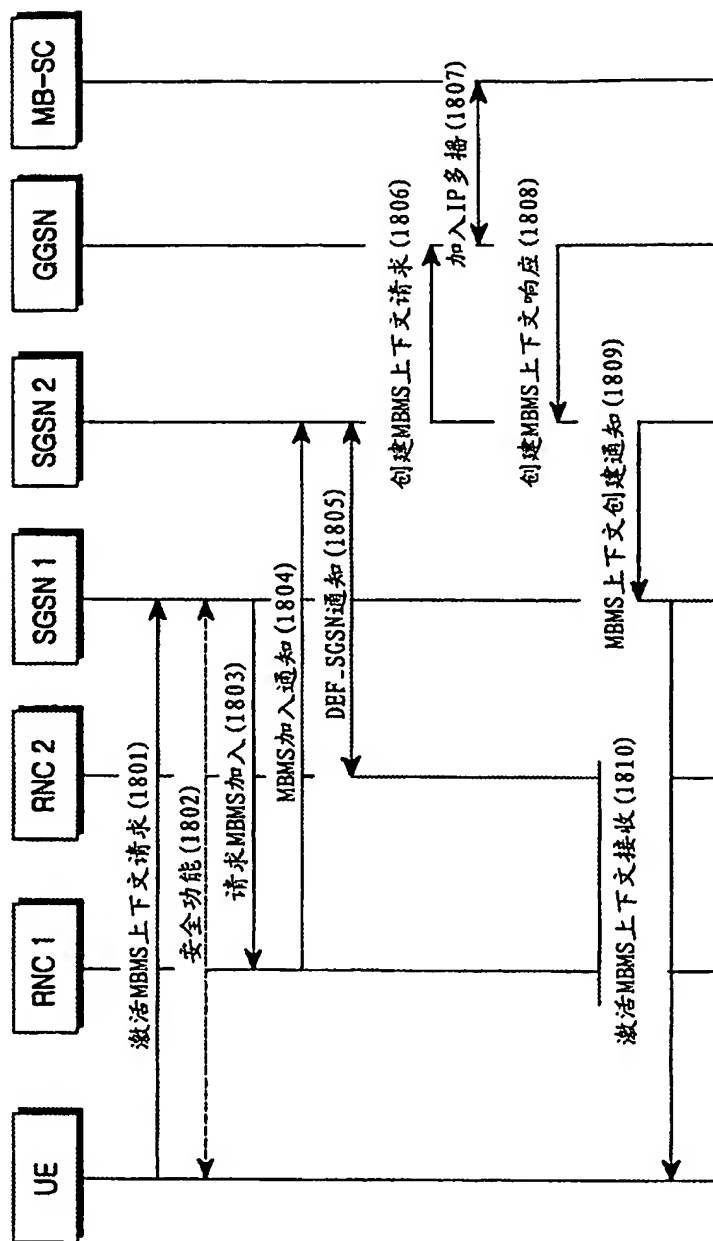 UE
RNC 1
RNC 2
SGSN 1
SGSN 2
GGSN
MB-SC
激活MBMS上下文请求(1801)
安全功能(1802)
请求MBMS加入(1803)
MBMS加入通知(1804)
DEF_SGSN通知(1805)
创建MBMS上下文请求(1806)
加入IP多播(1807)
创建MBMS上下文响应(1808)
MBMS上下文创建通知(1809)
激活MBMS上下文接收(1810)